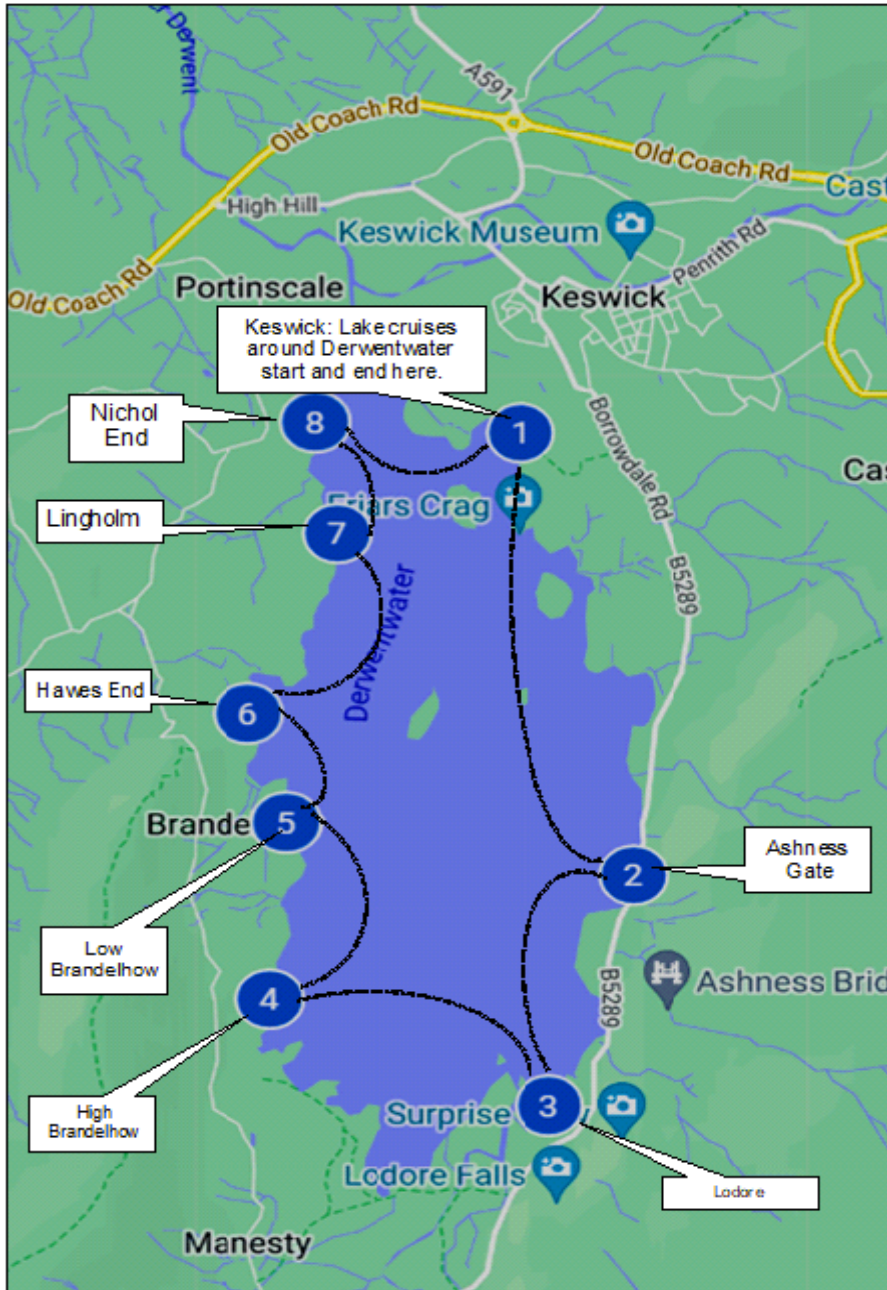 er Derwent
A591
Old Coach Rd
Old Coach Rd
Cast
High Hill
Keswick Museum
Penrith Rd
Old Coach Rd
Portinscale
Keswick
Keswick: Lake cruises
around Derwentwater
start and end here.
Nichol
End
8
1
Borrowdale Rd
Cas
Friars Crag
Lingholm
7
B5289
Derwentwater
Hawes End
6
Brande
5
Ashness
Gate
2
Low
Brandelhow
4
B5289
Ashness Brid
High
Brandelhow
3
Surprise
Lodore Falls
Lodore
Manesty